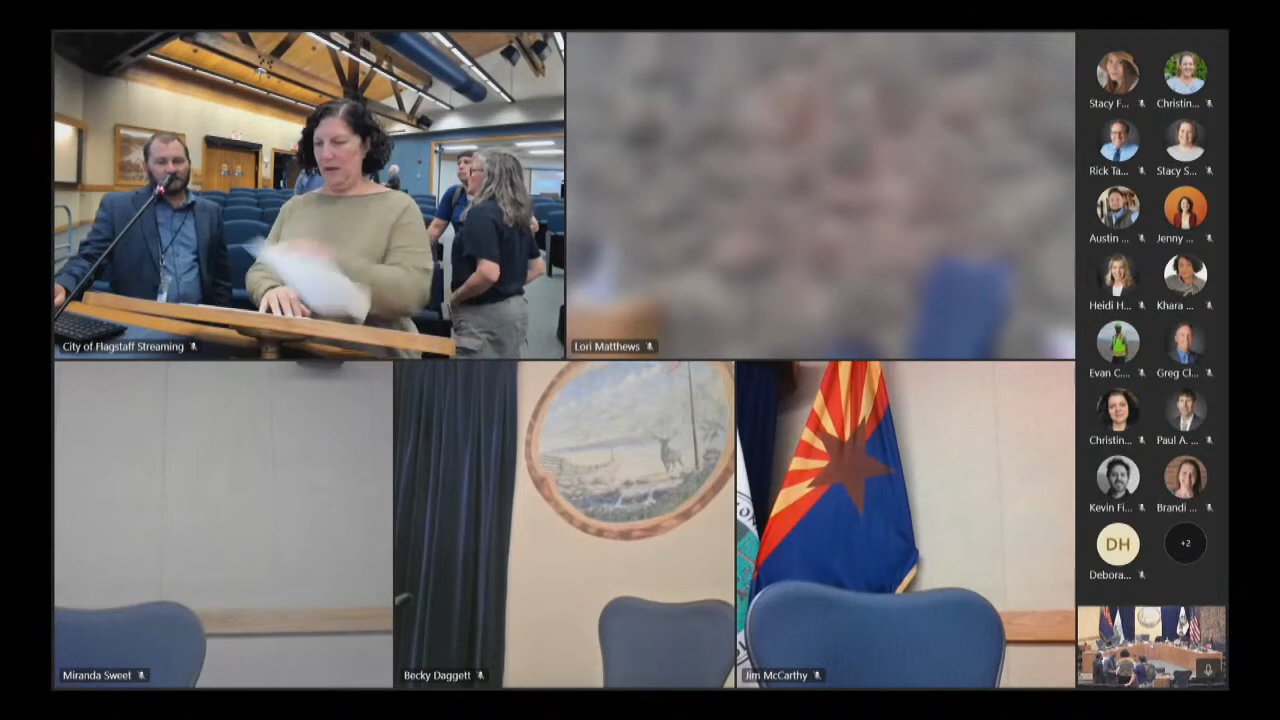 City of Flagstaff Streaming
Lori Matthews
Miranda Sweet
Becky Daggett
Jim McCarthy
Stacy F...
Christin...
Rick Ta...
Stacy S...
Austin ...
Jenny ...
Heidi H...
Khara ...
Evan C....
Greg Cl...
Christin...
Paul A. ...
Kevin Fi...
Brandi ...
DH
+2
Debora...